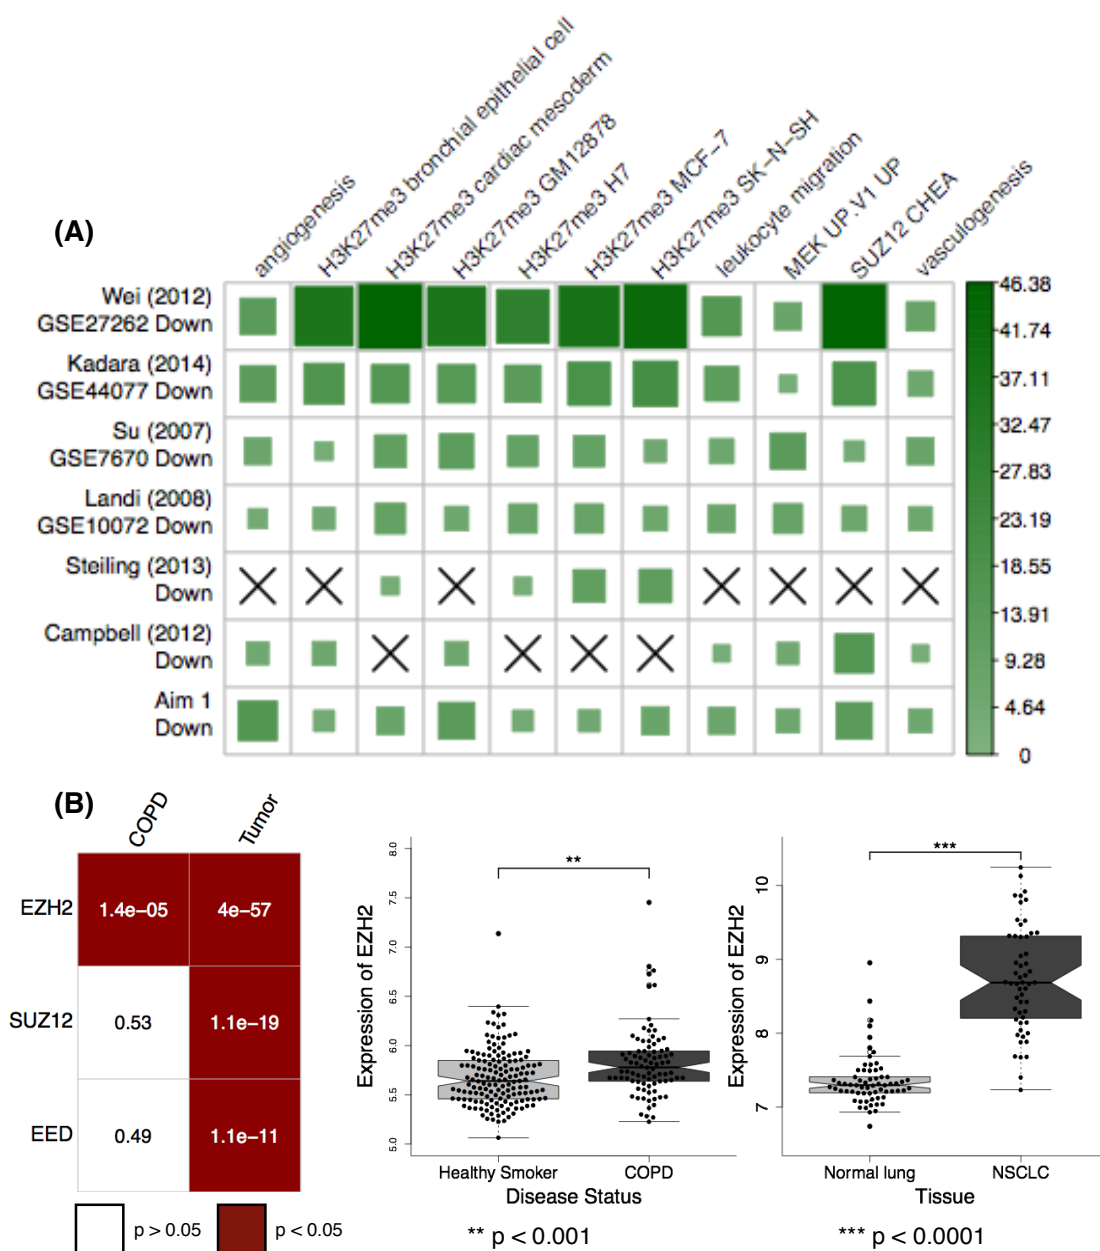 (A)
angiogenesis
H3K27me3 bronchial epithelial cell
H3K27me3 cardiac mesoderm
H3K27me3 GM12878
H3K27me3 H7
H3K27me3 MCF-7
H3K27me3 SK-N-SH
leukocyte migration
MEK UP.V1 UP
SUZ12 CHEA
vasculogenesis
Wei (2012)
GSE27262 Down
Kadara (2014)
GSE44077 Down
Su (2007)
GSE7670 Down
Landi (2008)
GSE10072 Down
Steiling (2013)
Down
Campbell (2012)
Down
Aim 1
Down
46.38
41.74
37.11
32.47
27.83
23.19
18.55
13.91
9.28
4.64
0
(B)
COPD
Tumor
EZH2 1.4e-05 4e-57
SUZ12 0.53 1.1e-19
EED 0.49 1.1e-11
p > 0.05
p < 0.05
Expression of EZH2
8.0
7.5
7.0
6.5
6.0
5.5
5.0
**
Healthy Smoker COPD
Disease Status
** p < 0.001
Expression of EZH2
10
9
8
7
***
Normal lung NSCLC
Tissue
*** p < 0.0001